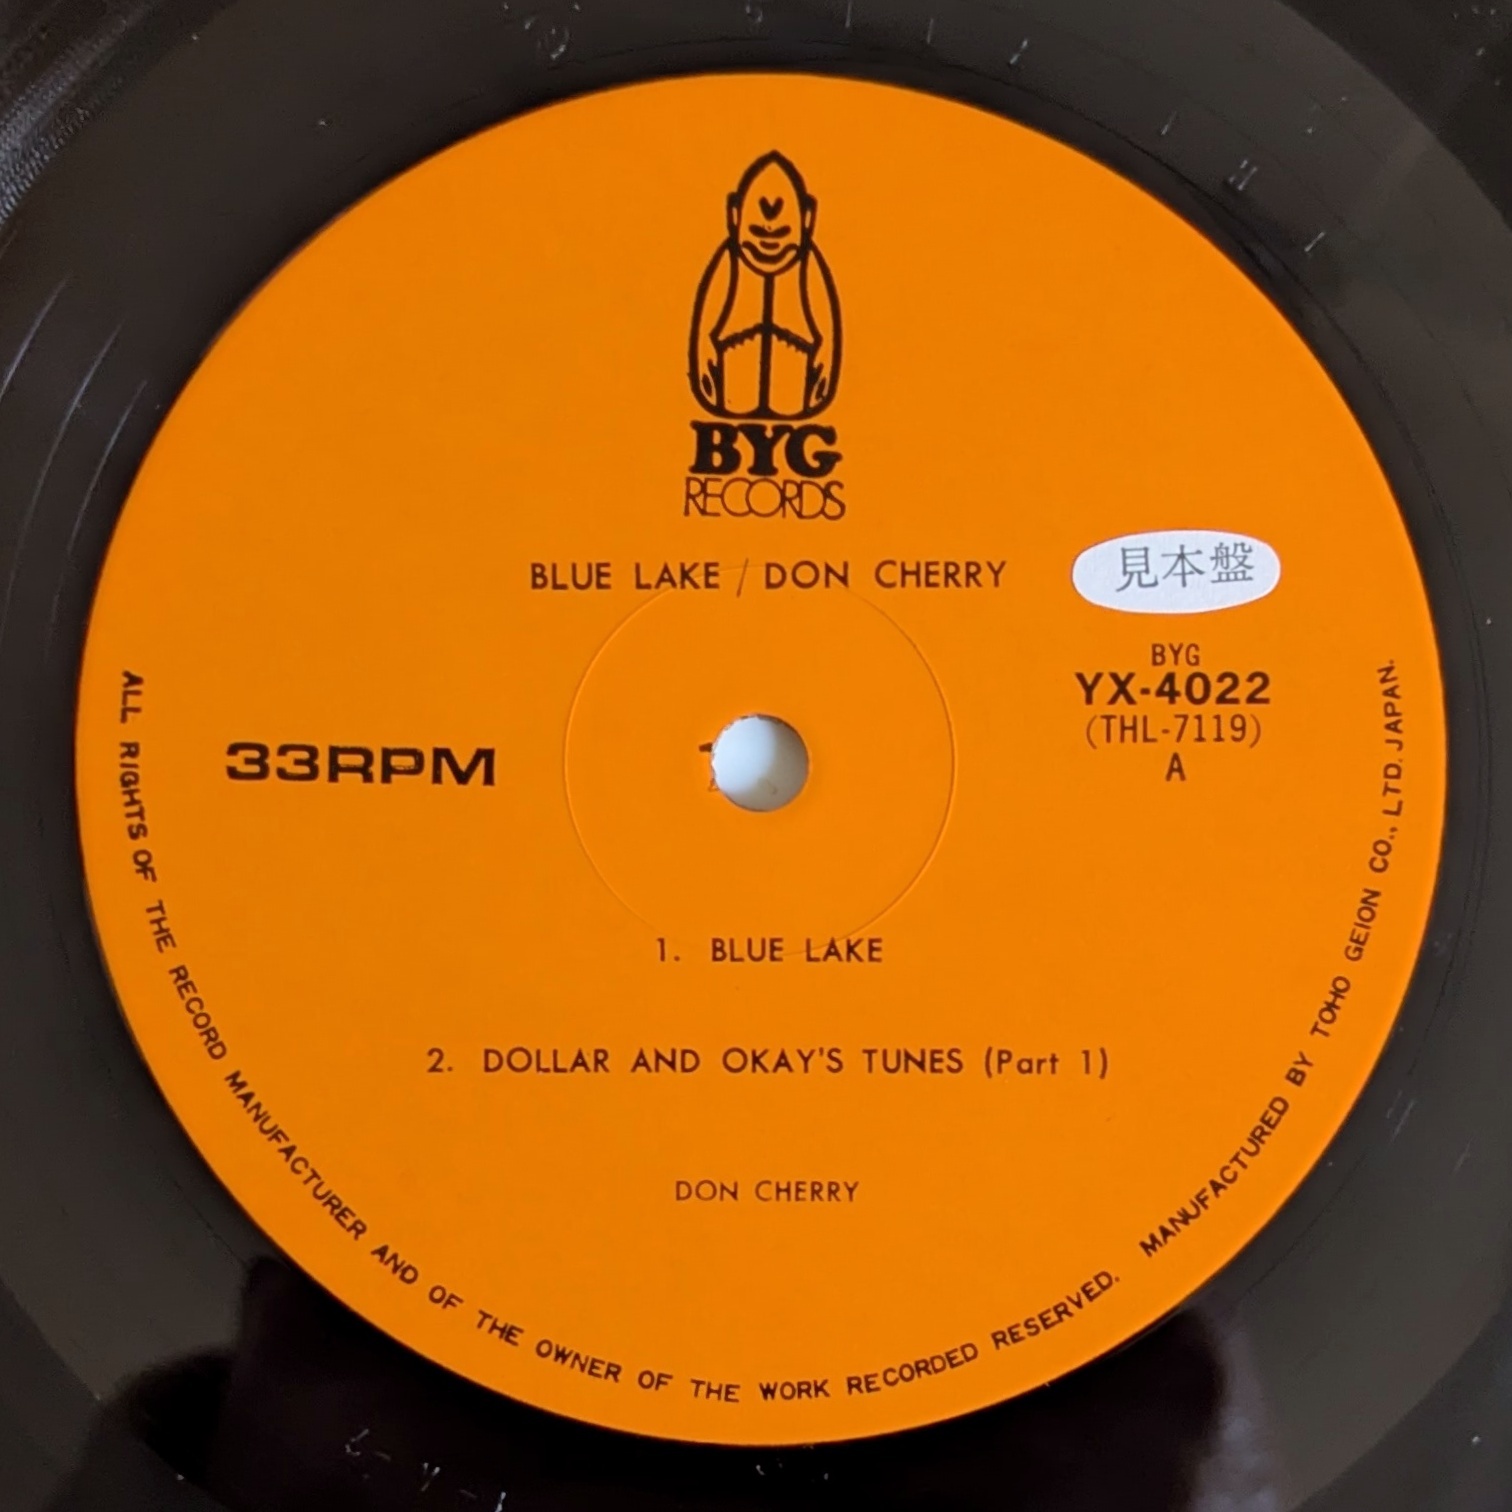 BYG
RECORDS
BLUE LAKE / DON CHERRY
見本盤
BYG
YX-4022
(THL-7119)
A
33RPM
1. BLUE LAKE
2. DOLLAR AND OKAY'S TUNES (Part 1)
DON CHERRY
ALL RIGHTS OF THE RECORD MANUFACTURER AND OF THE OWNER OF THE WORK RECORDED RESERVED. MANUFACTURED BY TOHO GEION CO., LTD. JAPAN.